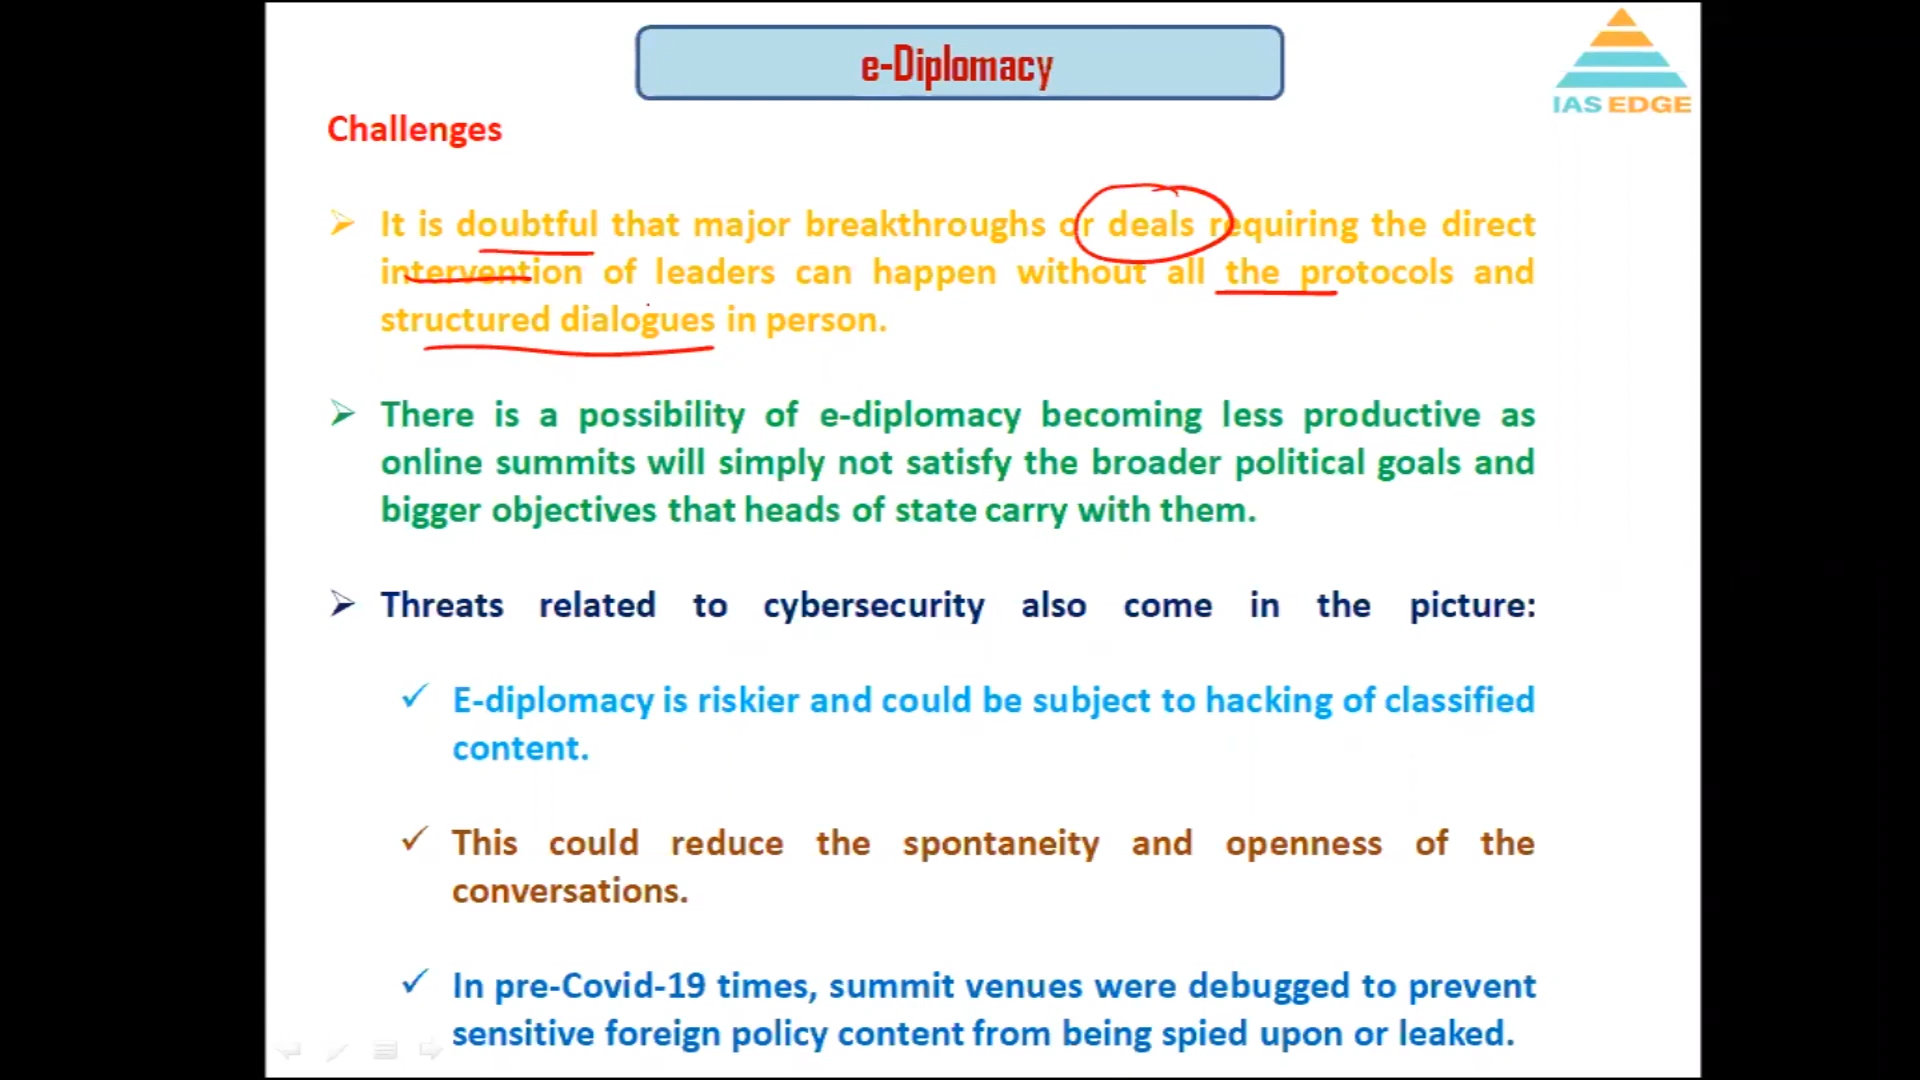 e-Diplomacy
IAS EDGE
Challenges
It is doubtful that major breakthroughs or deals requiring the direct
intervention of leaders can happen without all the protocols and
structured dialogues in person.
There is a possibility of e-diplomacy becoming less productive as
online summits will simply not satisfy the broader political goals and
bigger objectives that heads of state carry with them.
Threats related to cybersecurity also come in the picture:
E-diplomacy is riskier and could be subject to hacking of classified
content.
This could reduce the spontaneity and openness of the
conversations.
In pre-Covid-19 times, summit venues were debugged to prevent
sensitive foreign policy content from being spied upon or leaked.